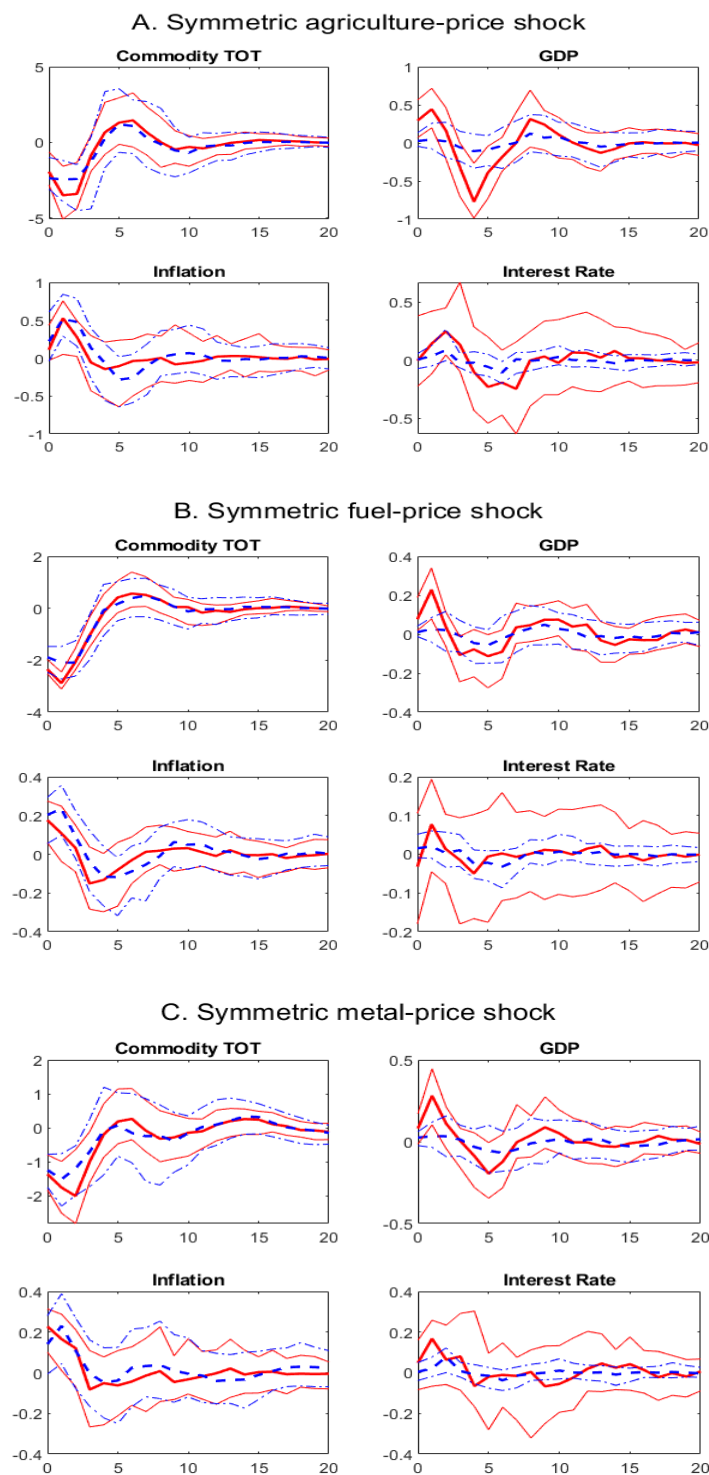 A. Symmetric agriculture-price shock
Commodity TOT
GDP
5
0
-5
0 5 10 15 20
1
0.5
0
-0.5
-1
0 5 10 15 20
Inflation
Interest Rate
1
0.5
0
-0.5
-1
0 5 10 15 20
0.5
0
-0.5
0 5 10 15 20
B. Symmetric fuel-price shock
Commodity TOT
GDP
2
0
-2
-4
0 5 10 15 20
0.4
0.2
0
-0.2
-0.4
0 5 10 15 20
Inflation
Interest Rate
0.4
0.2
0
-0.2
-0.4
0 5 10 15 20
0.2
0.1
0
-0.1
-0.2
0 5 10 15 20
C. Symmetric metal-price shock
Commodity TOT
GDP
2
1
0
-1
-2
0 5 10 15 20
0.5
0
-0.5
0 5 10 15 20
Inflation
Interest Rate
0.4
0.2
0
-0.2
-0.4
0 5 10 15 20
0.4
0.2
0
-0.2
-0.4
0 5 10 15 20